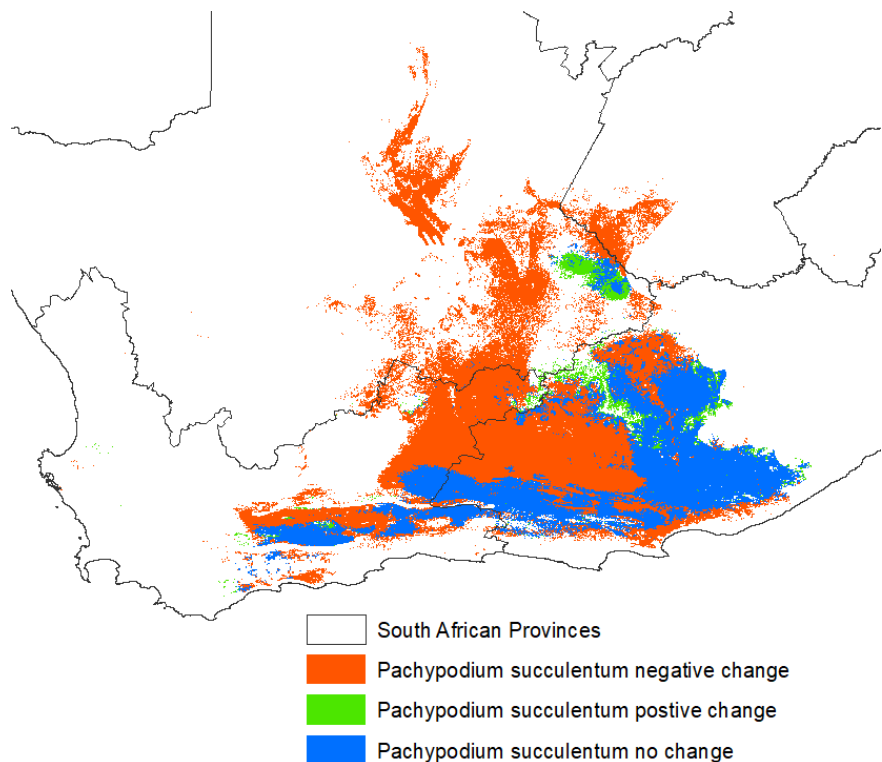 South African Provinces
Pachypodium succulentum negative change
Pachypodium succulentum postive change
Pachypodium succulentum no change